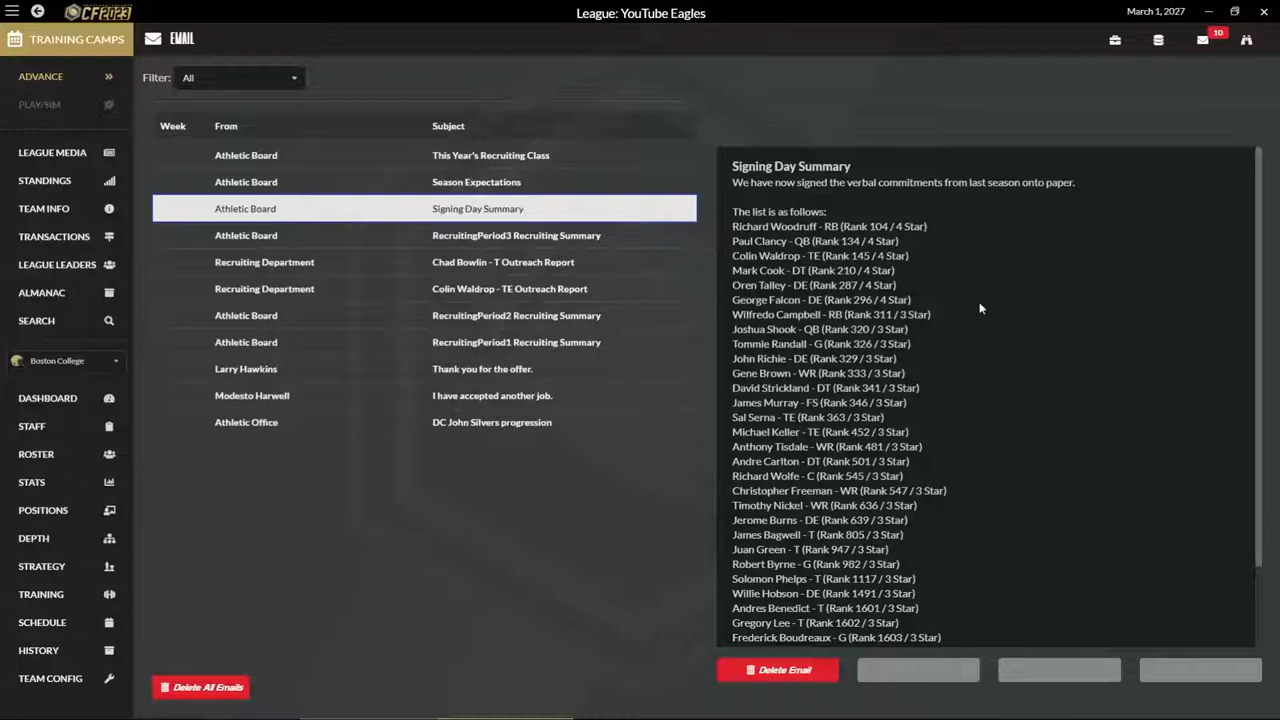 CF2023
League: YouTube Eagles
March 1, 2027
TRAINING CAMPS
EMAIL
10
ADVANCE
PLAY/SIM
LEAGUE MEDIA
STANDINGS
TEAM INFO
TRANSACTIONS
LEAGUE LEADERS
ALMANAC
SEARCH
Boston College
DASHBOARD
STAFF
ROSTER
STATS
POSITIONS
DEPTH
STRATEGY
TRAINING
SCHEDULE
HISTORY
TEAM CONFIG
Filter: All
Week From Subject
Athletic Board This Year's Recruiting Class
Athletic Board Season Expectations
Athletic Board Signing Day Summary
Athletic Board RecruitingPeriod3 Recruiting Summary
Recruiting Department Chad Bowlin - T Outreach Report
Recruiting Department Colin Waldrop - TE Outreach Report
Athletic Board RecruitingPeriod2 Recruiting Summary
Athletic Board RecruitingPeriod1 Recruiting Summary
Larry Hawkins Thank you for the offer.
Modesto Harwell I have accepted another job.
Athletic Office DC John Silvers progression
Delete All Emails
Signing Day Summary
We have now signed the verbal commitments from last season onto paper.
The list is as follows:
Richard Woodruff - RB (Rank 104 / 4 Star)
Paul Clancy - QB (Rank 134 / 4 Star)
Colin Waldrop - TE (Rank 145 / 4 Star)
Mark Cook - DT (Rank 210 / 4 Star)
Oren Talley - DE (Rank 287 / 4 Star)
George Falcon - DE (Rank 296 / 4 Star)
Wilfredo Campbell - RB (Rank 311 / 3 Star)
Joshua Shook - QB (Rank 320 / 3 Star)
Tommie Randall - G (Rank 326 / 3 Star)
John Richie - DE (Rank 329 / 3 Star)
Gene Brown - WR (Rank 333 / 3 Star)
David Strickland - DT (Rank 341 / 3 Star)
James Murray - FS (Rank 346 / 3 Star)
Sal Serna - TE (Rank 363 / 3 Star)
Michael Keller - TE (Rank 452 / 3 Star)
Anthony Tisdale - WR (Rank 481 / 3 Star)
Andre Carlton - DT (Rank 501 / 3 Star)
Richard Wolfe - C (Rank 545 / 3 Star)
Christopher Freeman - WR (Rank 547 / 3 Star)
Timothy Nickel - WR (Rank 636 / 3 Star)
Jerome Burns - DE (Rank 639 / 3 Star)
James Bagwell - T (Rank 805 / 3 Star)
Juan Green - T (Rank 947 / 3 Star)
Robert Byrne - G (Rank 982 / 3 Star)
Solomon Phelps - T (Rank 1117 / 3 Star)
Willie Hobson - DE (Rank 1491 / 3 Star)
Andres Benedict - T (Rank 1601 / 3 Star)
Gregory Lee - T (Rank 1602 / 3 Star)
Frederick Boudreaux - G (Rank 1603 / 3 Star)
Delete Email